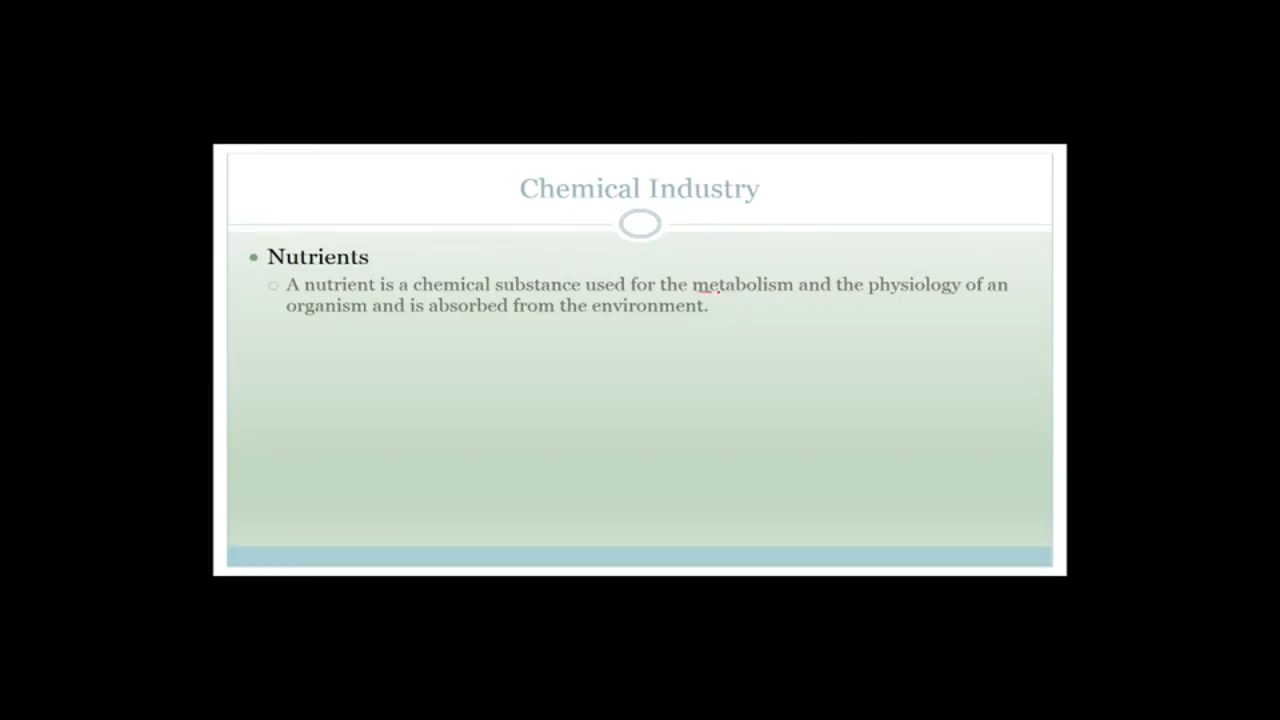 Chemical Industry
Nutrients
A nutrient is a chemical substance used for the metabolism and the physiology of an
organism and is absorbed from the environment.